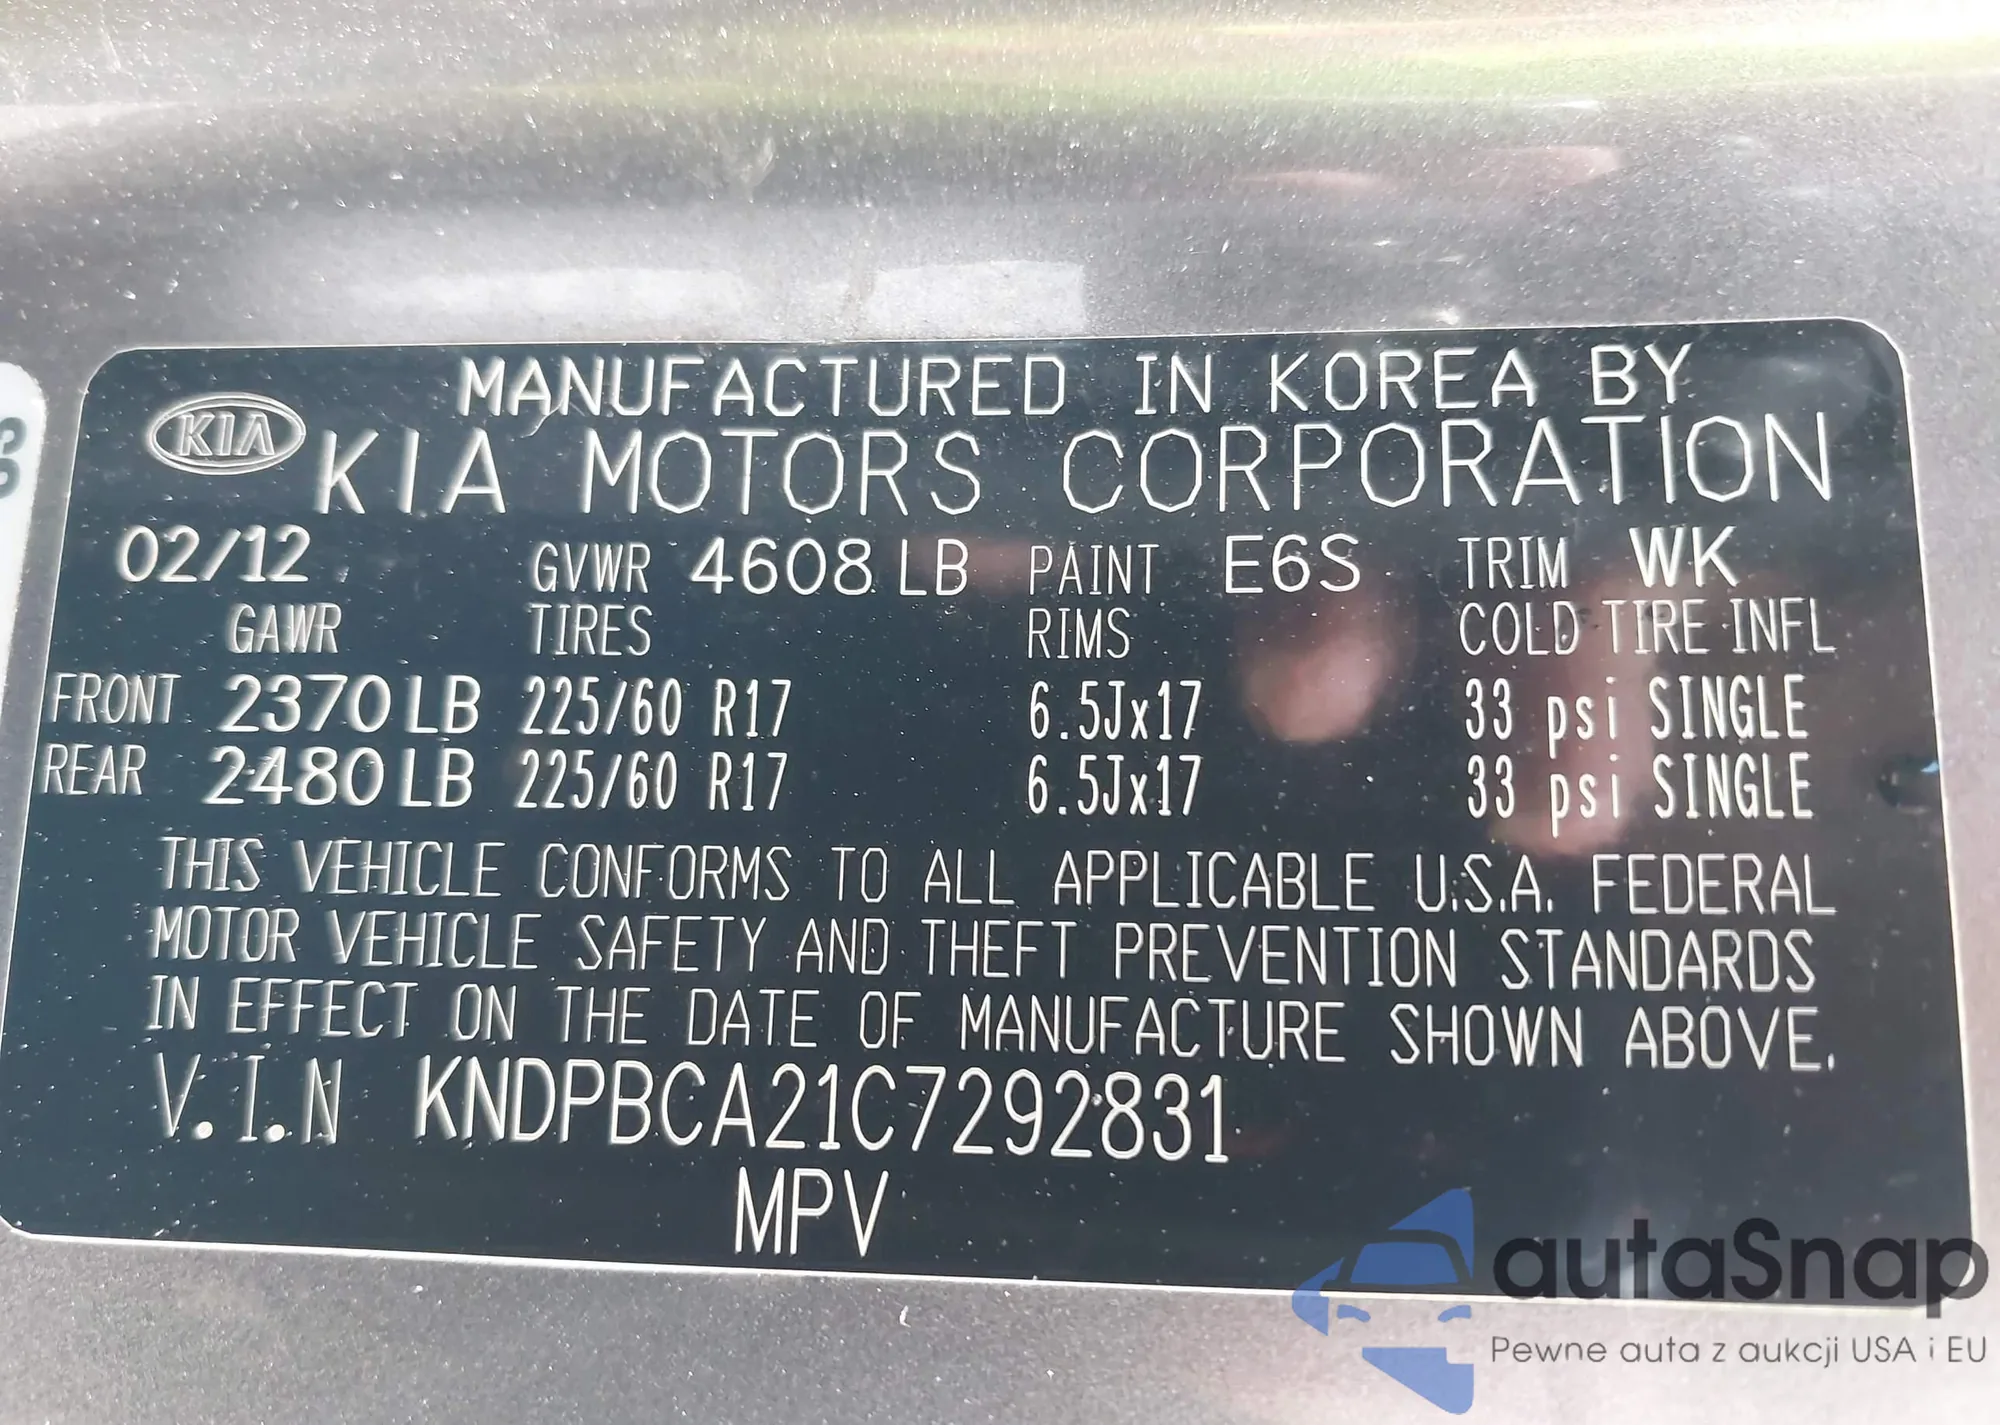 MANUFACTURED IN KOREA BY
KIA KIA MOTORS CORPORATION
02/12 GVWR 4608 LB PAINT E6S TRIM WK
GAWR TIRES RIMS COLD TIRE INFL
FRONT 2370 LB 225/60 R17 6.5Jx17 33 psi SINGLE
REAR 2480 LB 225/60 R17 6.5Jx17 33 psi SINGLE
THIS VEHICLE CONFORMS TO ALL APPLICABLE U.S.A. FEDERAL
MOTOR VEHICLE SAFETY AND THEFT PREVENTION STANDARDS
IN EFFECT ON THE DATE OF MANUFACTURE SHOWN ABOVE.
V.I.N KNDPBCA21C7292831
MPV
autaSnap
Pewne auta z aukcji USA i EU